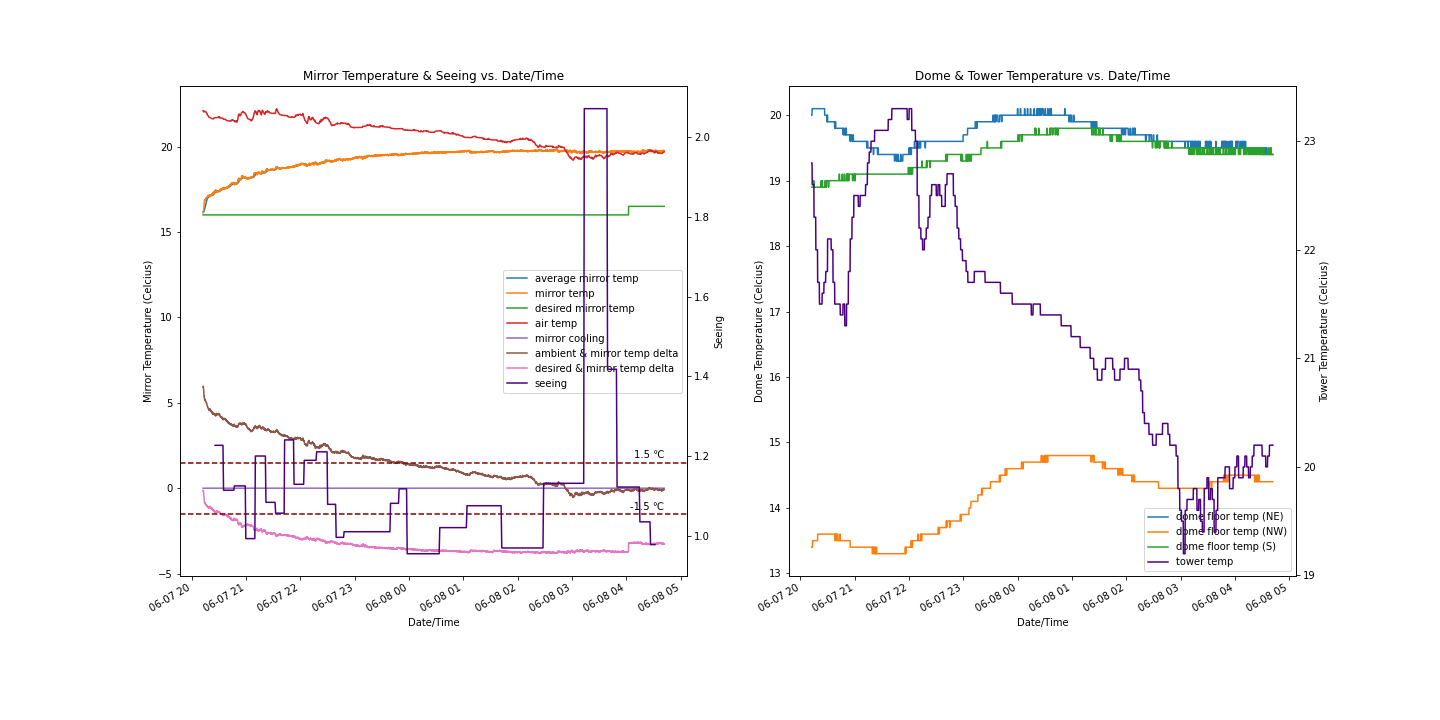 Mirror Temperature & Seeing vs. Date/Time
Mirror Temperature (Celcius)
20
15
10
5
0
−5
2.0
1.8
1.6
1.4
1.2
1.0
Seeing
average mirror temp
mirror temp
desired mirror temp
air temp
mirror cooling
ambient & mirror temp delta
desired & mirror temp delta
seeing
1.5 °C
-1.5 °C
06-07 20
06-07 21
06-07 22
06-07 23
06-08 00
06-08 01
06-08 02
06-08 03
06-08 04
06-08 05
Date/Time
Dome & Tower Temperature vs. Date/Time
Dome Temperature (Celcius)
20
19
18
17
16
15
14
13
23
22
21
20
19
Tower Temperature (Celcius)
dome floor temp (NE)
dome floor temp (NW)
dome floor temp (S)
tower temp
06-07 20
06-07 21
06-07 22
06-07 23
06-08 00
06-08 01
06-08 02
06-08 03
06-08 04
06-08 05
Date/Time